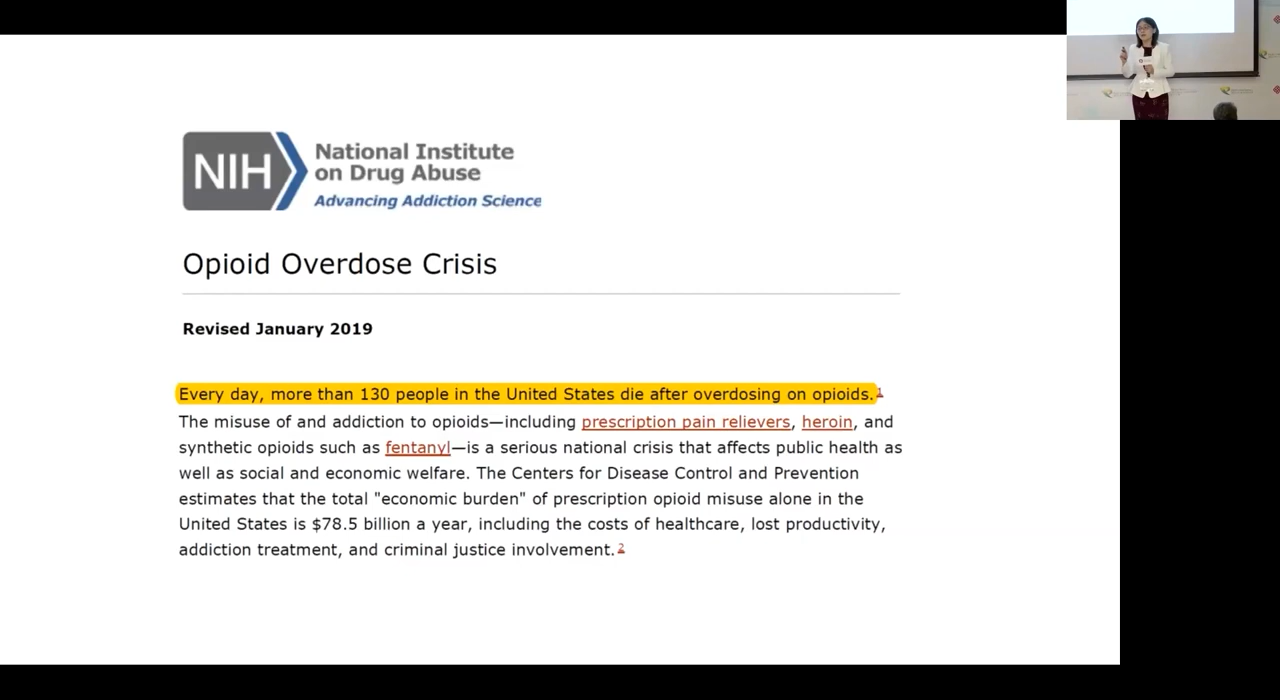 NIH
National Institute
on Drug Abuse
Advancing Addiction Science
Opioid Overdose Crisis
Revised January 2019
Every day, more than 130 people in the United States die after overdosing on opioids.1
The misuse of and addiction to opioids—including prescription pain relievers, heroin, and
synthetic opioids such as fentanyl—is a serious national crisis that affects public health as
well as social and economic welfare. The Centers for Disease Control and Prevention
estimates that the total "economic burden" of prescription opioid misuse alone in the
United States is $78.5 billion a year, including the costs of healthcare, lost productivity,
addiction treatment, and criminal justice involvement.2